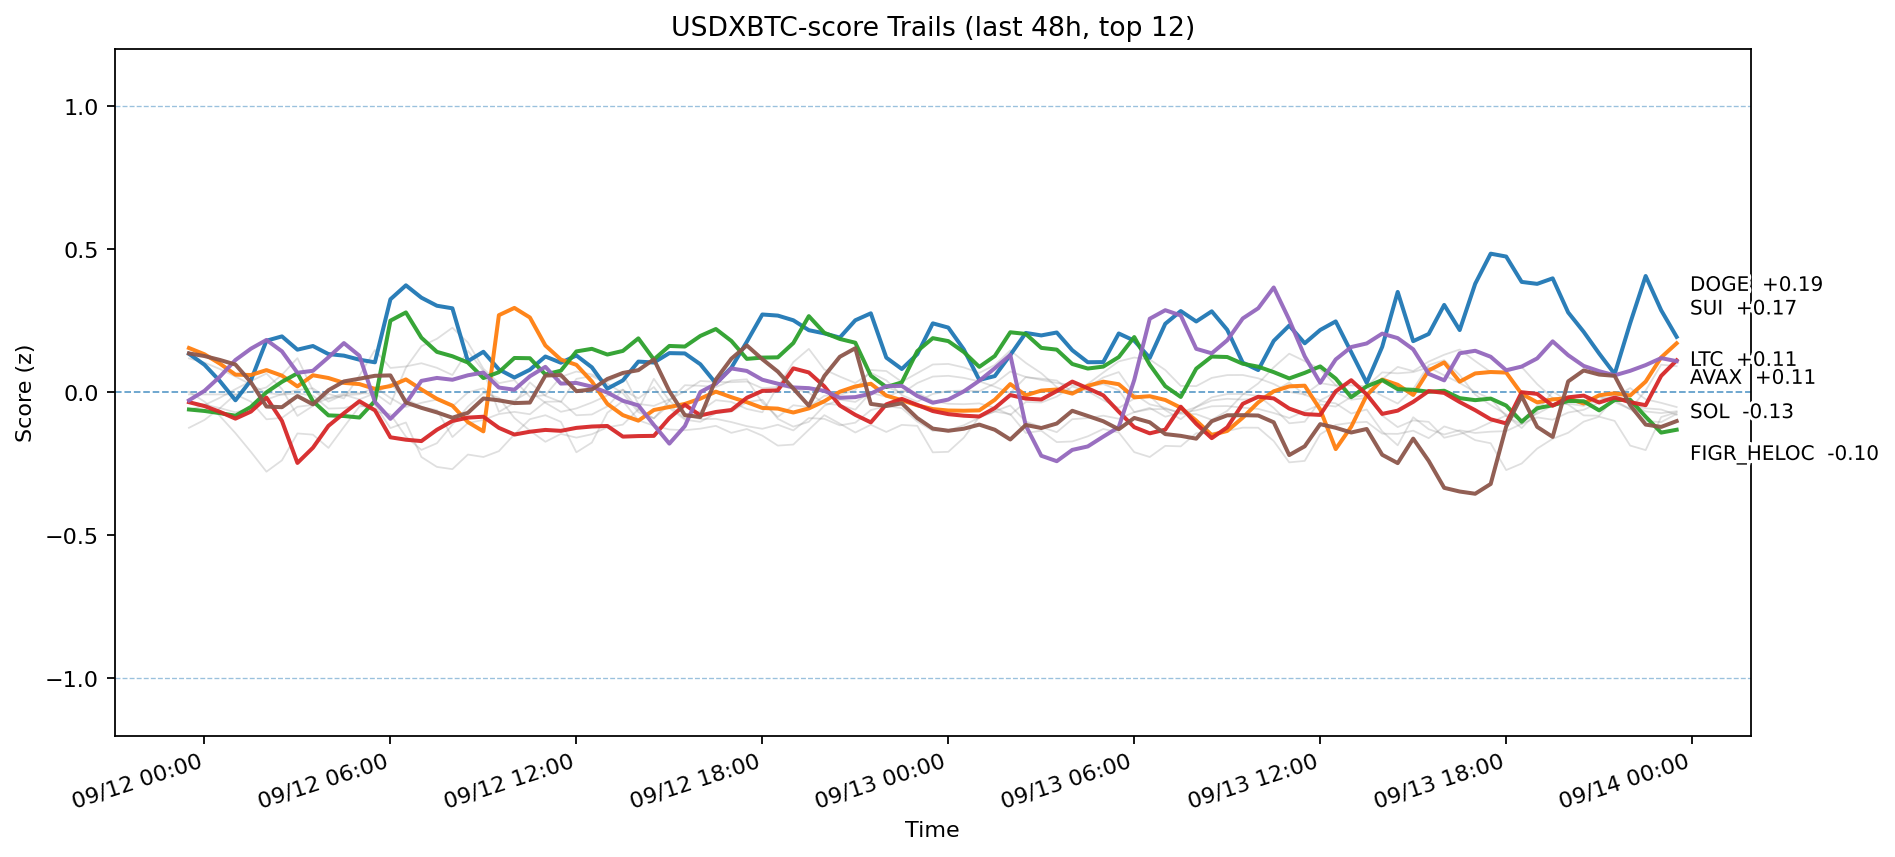 USDXBTC-score Trails (last 48h, top 12)
Score (z)
1.0
0.5
0.0
−0.5
−1.0
DOGE +0.19
SUI +0.17
LTC +0.11
AVAX +0.11
SOL -0.13
FIGR_HELOC -0.10
09/12 00:00
09/12 06:00
09/12 12:00
09/12 18:00
09/13 00:00
09/13 06:00
09/13 12:00
09/13 18:00
09/14 00:00
Time